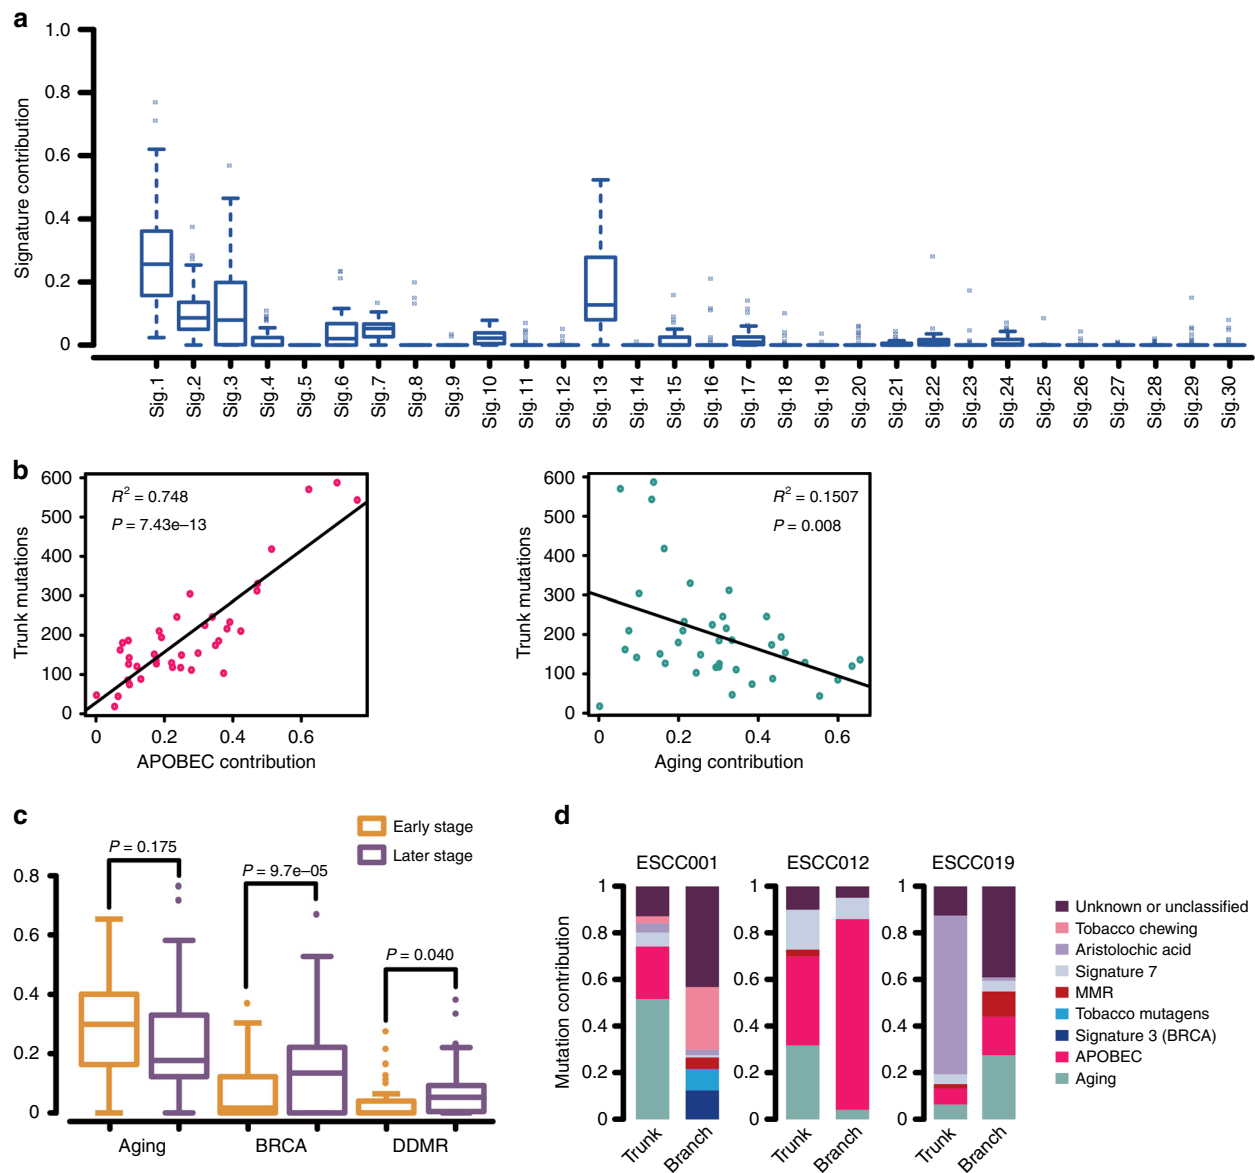 a
Signature contribution
1.0
0.8
0.6
0.4
0.2
0
Sig.1
Sig.2
Sig.3
Sig.4
Sig.5
Sig.6
Sig.7
Sig.8
Sig.9
Sig.10
Sig.11
Sig.12
Sig.13
Sig.14
Sig.15
Sig.16
Sig.17
Sig.18
Sig.19
Sig.20
Sig.21
Sig.22
Sig.23
Sig.24
Sig.25
Sig.26
Sig.27
Sig.28
Sig.29
Sig.30
b
Trunk mutations
600
500
400
300
200
100
0
R² = 0.748
P = 7.43e–13
0 0.2 0.4 0.6
APOBEC contribution
Trunk mutations
600
500
400
300
200
100
0
R² = 0.1507
P = 0.008
0 0.2 0.4 0.6
Aging contribution
c
Early stage
Later stage
P = 0.175
P = 9.7e–05
P = 0.040
0.8
0.6
0.4
0.2
0
Aging BRCA DDMR
d
Mutation contribution
ESCC001
1
0.8
0.6
0.4
0.2
0
Trunk
Branch
ESCC012
1
0.8
0.6
0.4
0.2
0
Trunk
Branch
ESCC019
1
0.8
0.6
0.4
0.2
0
Trunk
Branch
Unknown or unclassified
Tobacco chewing
Aristolochic acid
Signature 7
MMR
Tobacco mutagens
Signature 3 (BRCA)
APOBEC
Aging